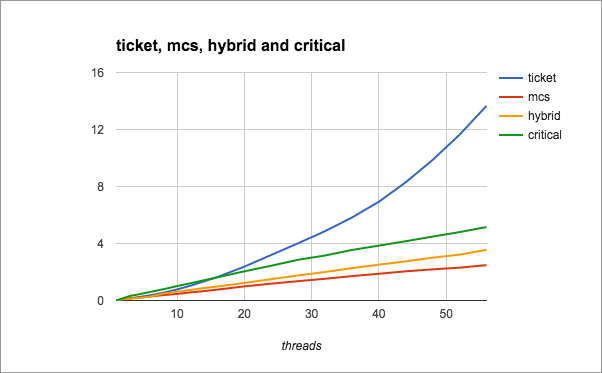 ticket, mcs, hybrid and critical
16
12
8
4
0
10 20 30 40 50
threads
ticket
mcs
hybrid
critical